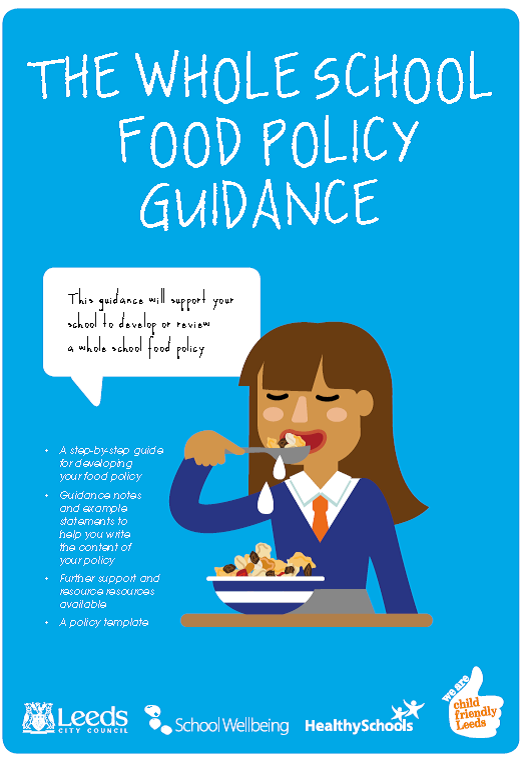 THE WHOLE SCHOOL
FOOD POLICY
GUIDANCE
This guidance will support your
school to develop or review
a whole school food policy
• A step-by-step guide
for developing
your food policy
• Guidance notes
and example
statements to
help you write
the content of
your policy
• Further support and
resource resources
available
• A policy template
Leeds
CITY COUNCIL
School Wellbeing
HealthySchools
we are
child
friendly
Leeds